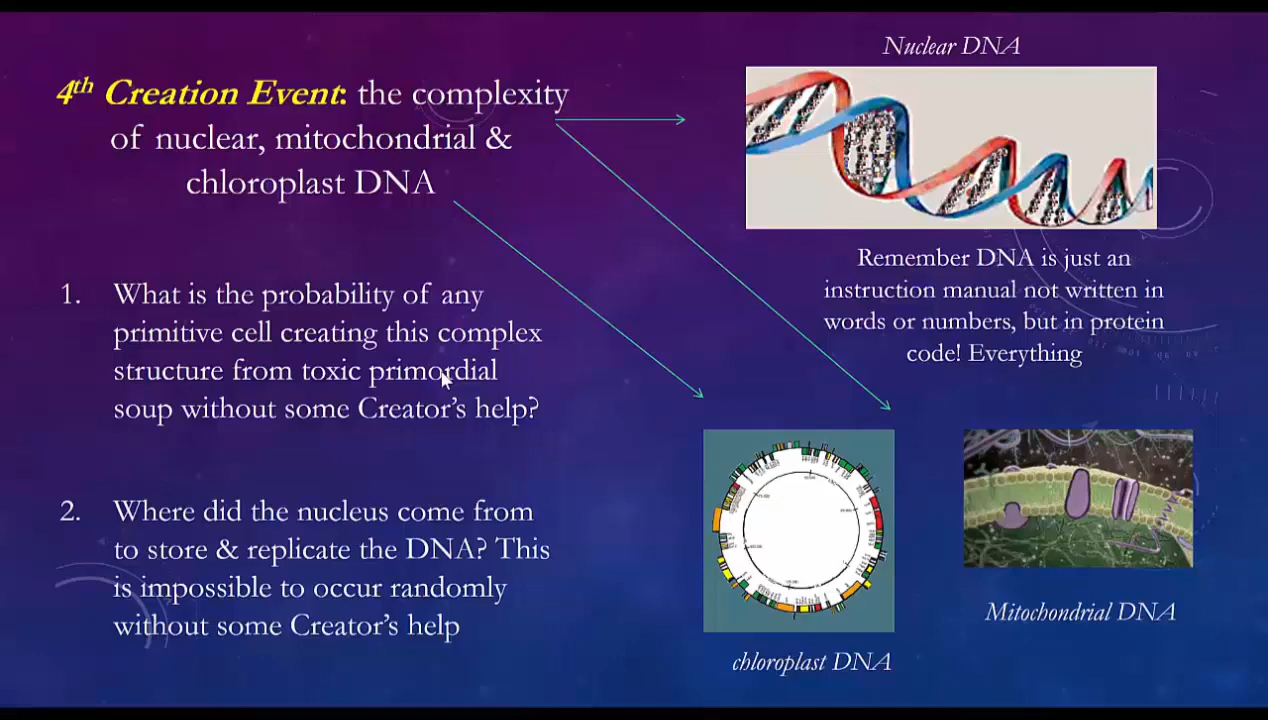 4th Creation Event: the complexity
of nuclear, mitochondrial &
chloroplast DNA
1. What is the probability of any
primitive cell creating this complex
structure from toxic primordial
soup without some Creator's help?
2. Where did the nucleus come from
to store & replicate the DNA? This
is impossible to occur randomly
without some Creator's help
Nuclear DNA
Remember DNA is just an
instruction manual not written in
words or numbers, but in protein
code! Everything
chloroplast DNA
Mitochondrial DNA